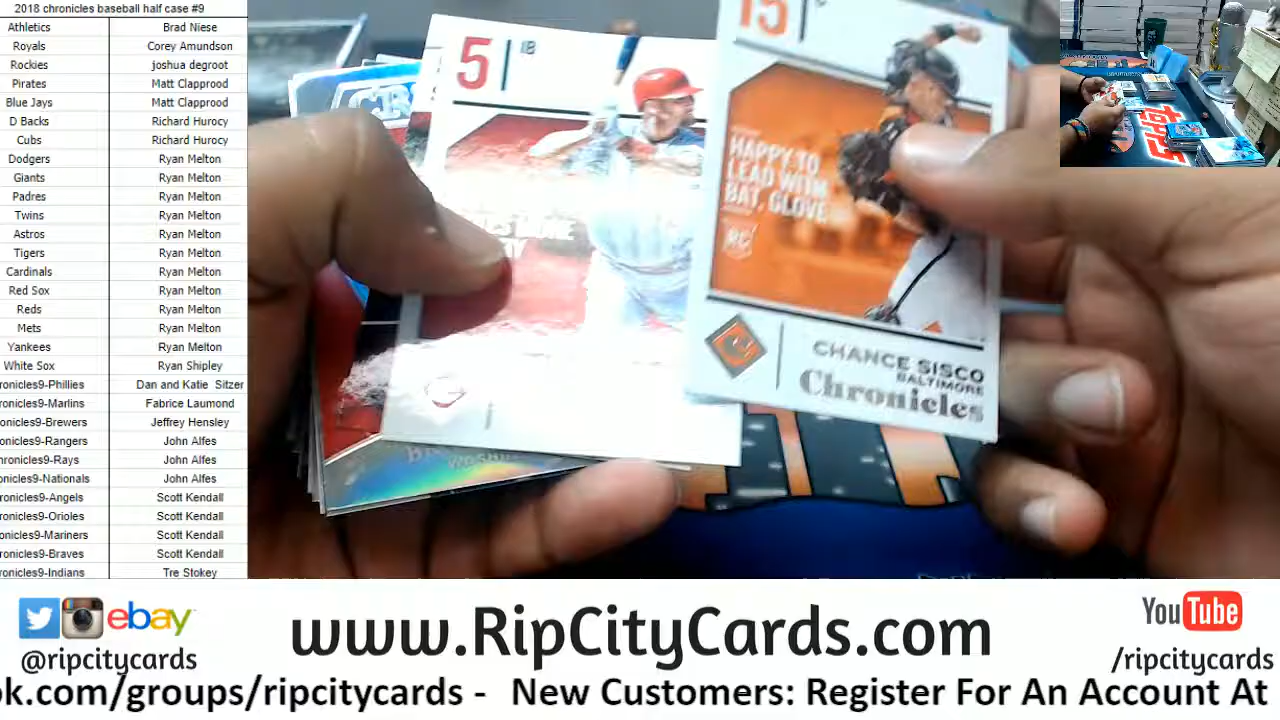 2018 chronicles baseball half case #9
Athletics Brad Niese
Royals Corey Amundson
Rockies joshua degroot
Pirates Matt Clapprood
Blue Jays Matt Clapprood
D Backs Richard Hurocy
Cubs Richard Hurocy
Dodgers Ryan Melton
Giants Ryan Melton
Padres Ryan Melton
Twins Ryan Melton
Astros Ryan Melton
Tigers Ryan Melton
Cardinals Ryan Melton
Red Sox Ryan Melton
Reds Ryan Melton
Mets Ryan Melton
Yankees Ryan Melton
White Sox Ryan Shipley
ronicles9-Phillies Dan and Katie Sitzer
ronicles9-Marlins Fabrice Laumond
onicles9-Brewers Jeffrey Hensley
onicles9-Rangers John Alfes
hronicles9-Rays John Alfes
nicles9-Nationals John Alfes
ronicles9-Angels Scott Kendall
onicles9-Orioles Scott Kendall
nicles9-Mariners Scott Kendall
ronicles9-Braves Scott Kendall
onicles9-Indians Tre Stokey
5 18
15
HAPPY TO
LEAD WITH
BAT, GLOVE
RC
CHANCE SISCO
BALTIMORE
Chronicles
topps
ebay
@ripcitycards
www.RipCityCards.com
YouTube
/ripcitycards
ok.com/groups/ripcitycards - New Customers: Register For An Account At